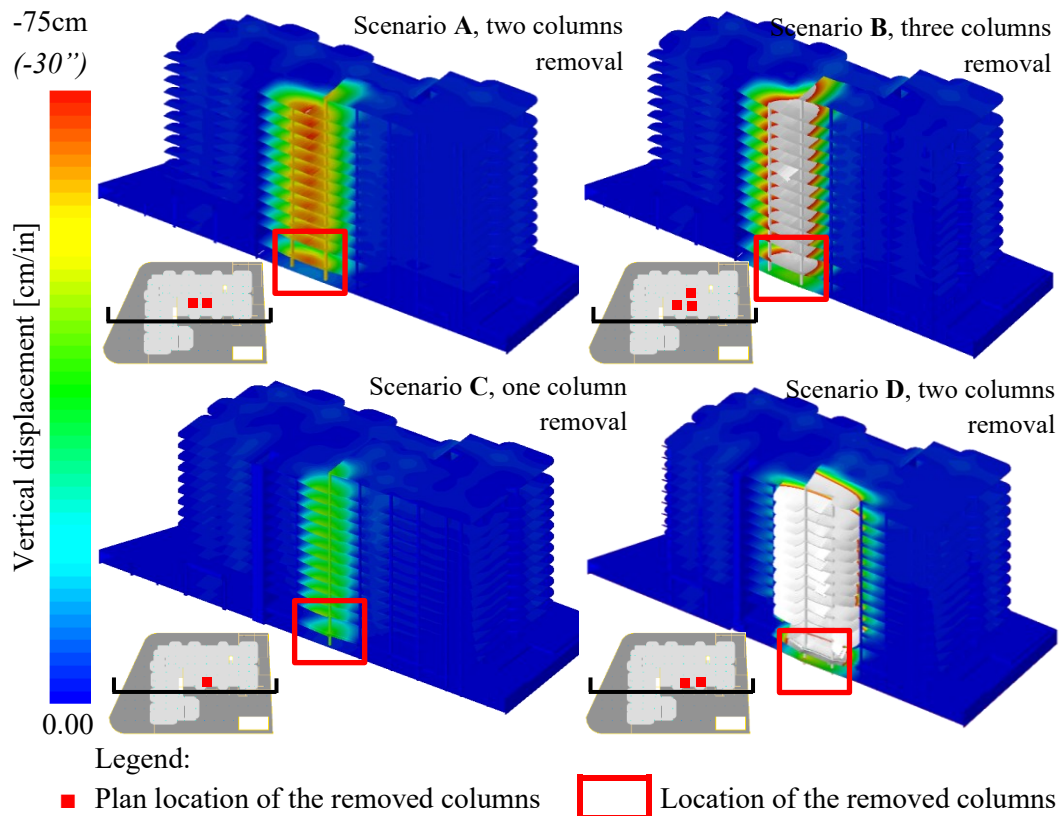 -75cm
(-30”)
Vertical displacement [cm/in]
0.00
Scenario A, two columns
removal
Scenario B, three columns
removal
Scenario C, one column
removal
Scenario D, two columns
removal
Legend:
Plan location of the removed columns
Location of the removed columns